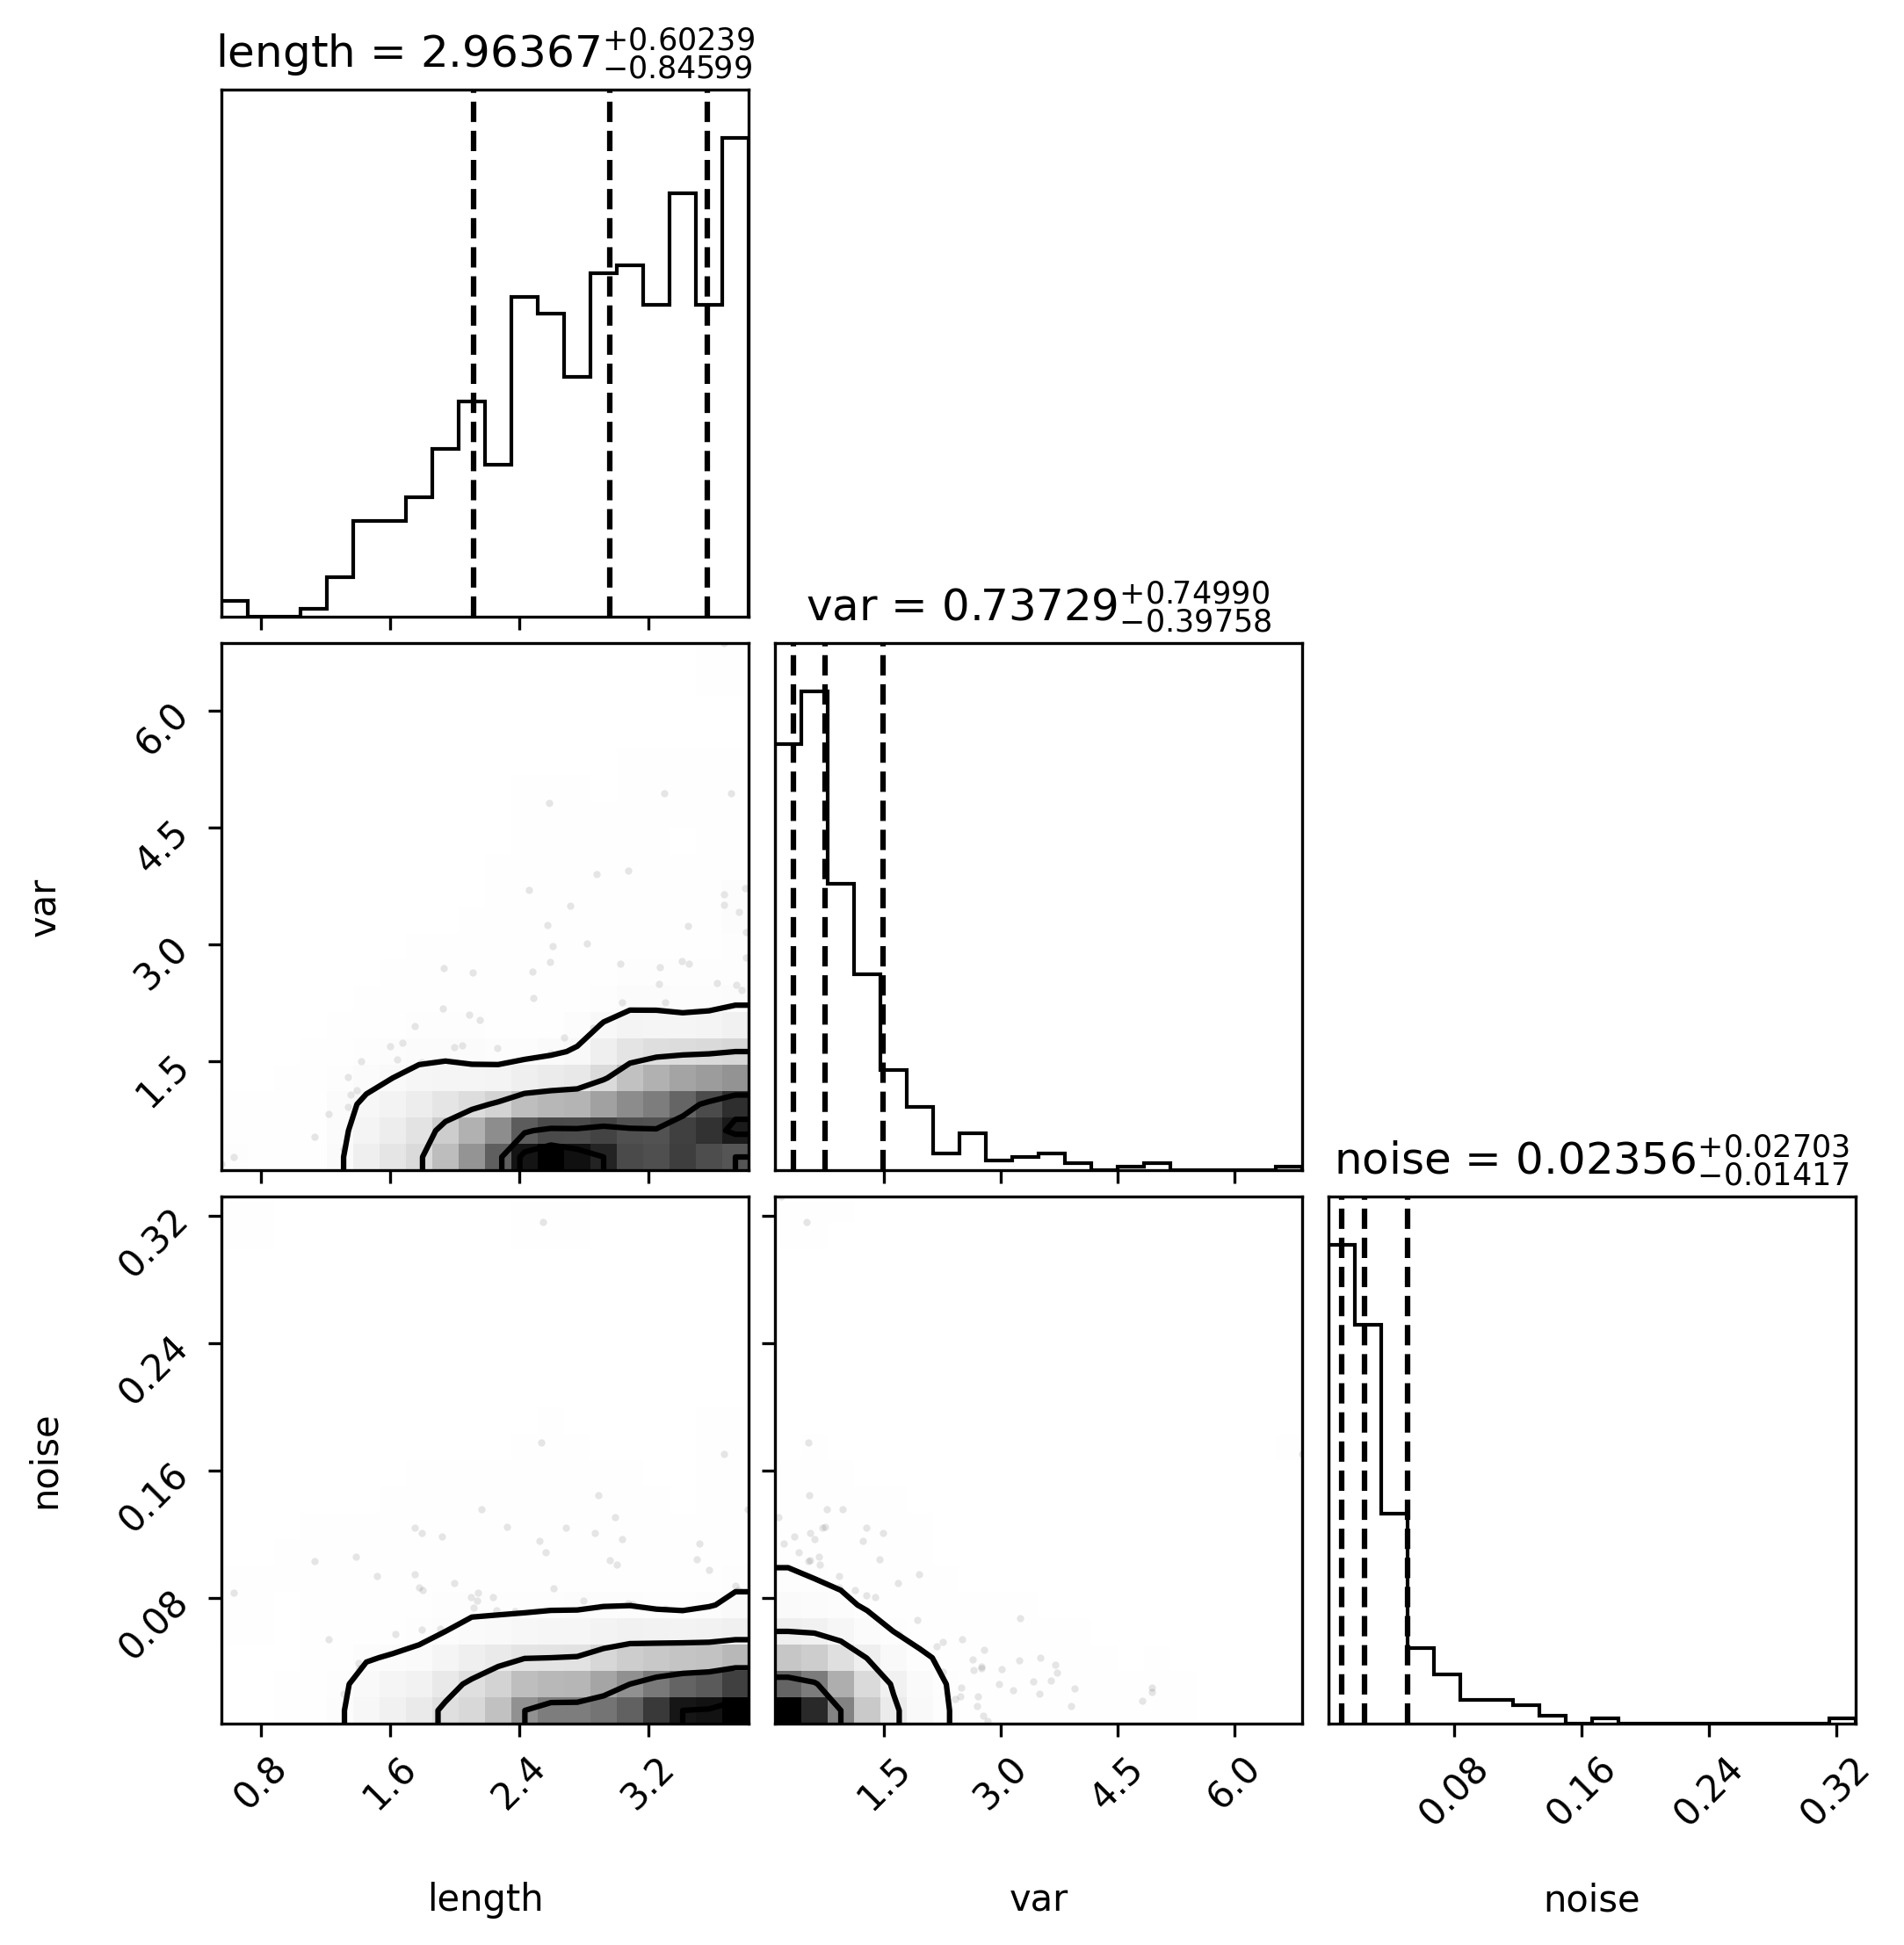 length = 2.96367+0.60239−0.84599
var = 0.73729+0.74990−0.39758
6.0
4.5
3.0
1.5
var
noise = 0.02356+0.02703−0.01417
0.32
0.24
0.16
0.08
noise
0.8 1.6 2.4 3.2 1.5 3.0 4.5 6.0 0.08 0.16 0.24 0.32
length var noise